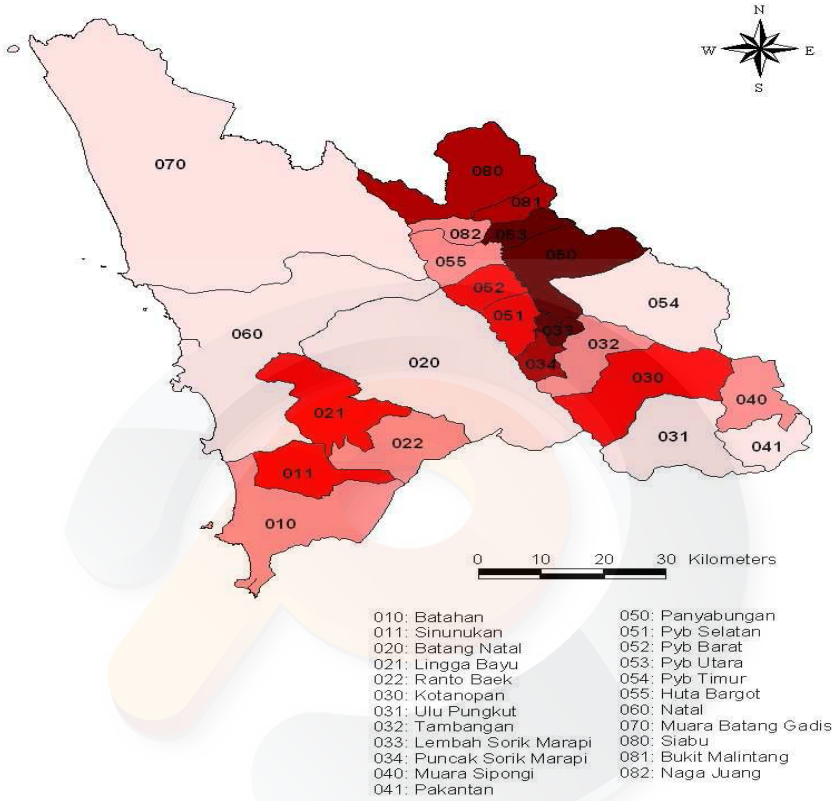 N
W E
S
070
080
081
082
053
050
055
052
054
051
033
060
032
034
020
030
021
040
022
031
041
011
010
0 10 20 30 Kilometers
010: Batahan
011: Sinunukan
020: Batang Natal
021: Lingga Bayu
022: Ranto Baek
030: Kotanopan
031: Ulu Pungkut
032: Tambangan
033: Lembah Sorik Marapi
034: Puncak Sorik Marapi
040: Muara Sipongi
041: Pakantan
050: Panyabungan
051: Pyb Selatan
052: Pyb Barat
053: Pyb Utara
054: Pyb Timur
055: Huta Bargot
060: Natal
070: Muara Batang Gadis
080: Siabu
081: Bukit Malintang
082: Naga Juang